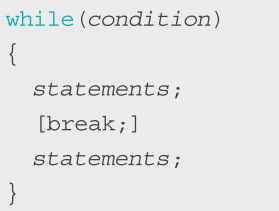 while(condition)
{
statements;
[break;]
statements;
}